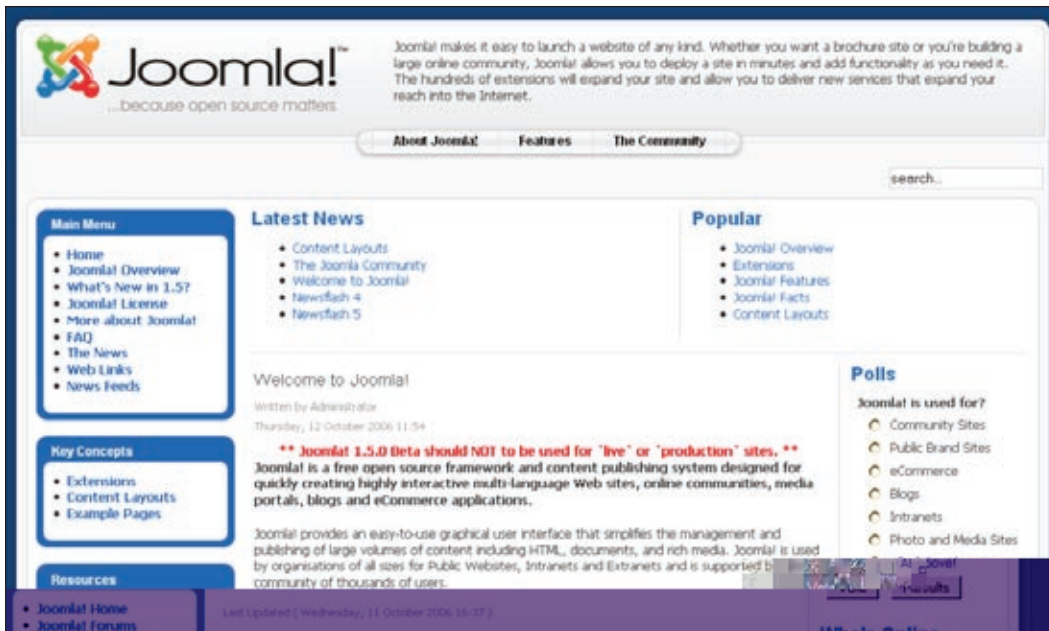 Joomla!™
...because open source matters
Joomla! makes it easy to launch a website of any kind. Whether you want a brochure site or you're building a
large online community, Joomla! allows you to deploy a site in minutes and add functionality as you need it.
The hundreds of extensions will expand your site and allow you to deliver new services that expand your
reach into the Internet.
About Joomla! Features The Community
search...
Main Menu
Home
Joomla! Overview
What's New in 1.5?
Joomla! License
More about Joomla!
FAQ
The News
Web Links
News Feeds
Key Concepts
Extensions
Content Layouts
Example Pages
Resources
Joomla! Home
Joomla! Forums
Latest News
Content Layouts
The Joomla Community
Welcome to Joomla!
Newsflash 4
Newsflash 5
Popular
Joomla! Overview
Extensions
Joomla! Features
Joomla! Facts
Content Layouts
Welcome to Joomla!
Written by Administrator
Thursday, 12 October 2006 11:54
** Joomla! 1.5.0 Beta should NOT to be used for `live` or `production` sites. **
Joomla! is a free open source framework and content publishing system designed for
quickly creating highly interactive multi-language Web sites, online communities, media
portals, blogs and eCommerce applications.
Joomla! provides an easy-to-use graphical user interface that simplifies the management and
publishing of large volumes of content including HTML, documents, and rich media. Joomla! is used
by organisations of all sizes for Public Websites, Intranets and Extranets and is supported b
community of thousands of users.
Last Updated ( Wednesday, 11 October 2006 16:37 )
Polls
Joomla! is used for?
Community Sites
Public Brand Sites
eCommerce
Blogs
Intranets
Photo and Media Sites
Results